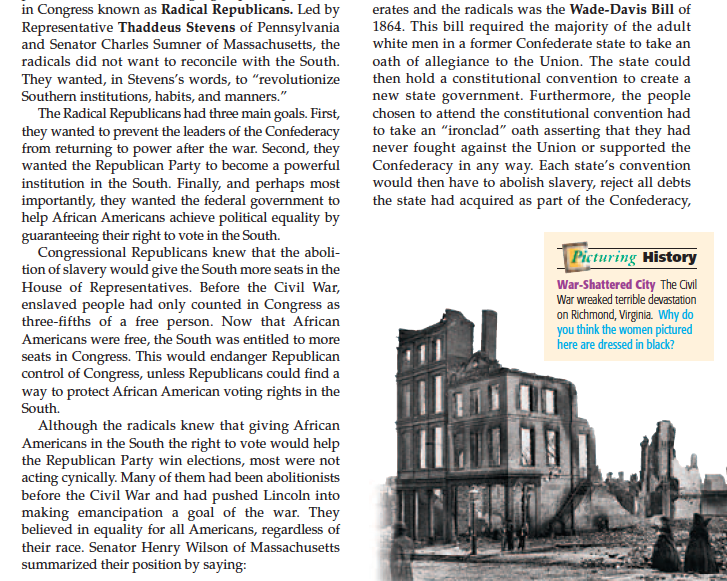 in Congress known as Radical Republicans. Led by
Representative Thaddeus Stevens of Pennsylvania
and Senator Charles Sumner of Massachusetts, the
radicals did not want to reconcile with the South.
They wanted, in Stevens's words, to “revolutionize
Southern institutions, habits, and manners.”
The Radical Republicans had three main goals. First,
they wanted to prevent the leaders of the Confederacy
from returning to power after the war. Second, they
wanted the Republican Party to become a powerful
institution in the South. Finally, and perhaps most
importantly, they wanted the federal government to
help African Americans achieve political equality by
guaranteeing their right to vote in the South.
Congressional Republicans knew that the aboli-
tion of slavery would give the South more seats in the
House of Representatives. Before the Civil War,
enslaved people had only counted in Congress as
three-fifths of a free person. Now that African
Americans were free, the South was entitled to more
seats in Congress. This would endanger Republican
control of Congress, unless Republicans could find a
way to protect African American voting rights in the
South.
Although the radicals knew that giving African
Americans in the South the right to vote would help
the Republican Party win elections, most were not
acting cynically. Many of them had been abolitionists
before the Civil War and had pushed Lincoln into
making emancipation a goal of the war. They
believed in equality for all Americans, regardless of
their race. Senator Henry Wilson of Massachusetts
summarized their position by saying:
erates and the radicals was the Wade-Davis Bill of
1864. This bill required the majority of the adult
white men in a former Confederate state to take an
oath of allegiance to the Union. The state could
then hold a constitutional convention to create a
new state government. Furthermore, the people
chosen to attend the constitutional convention had
to take an “ironclad” oath asserting that they had
never fought against the Union or supported the
Confederacy in any way. Each state's convention
would then have to abolish slavery, reject all debts
the state had acquired as part of the Confederacy,
Picturing History
War-Shattered City The Civil
War wreaked terrible devastation
on Richmond, Virginia. Why do
you think the women pictured
here are dressed in black?